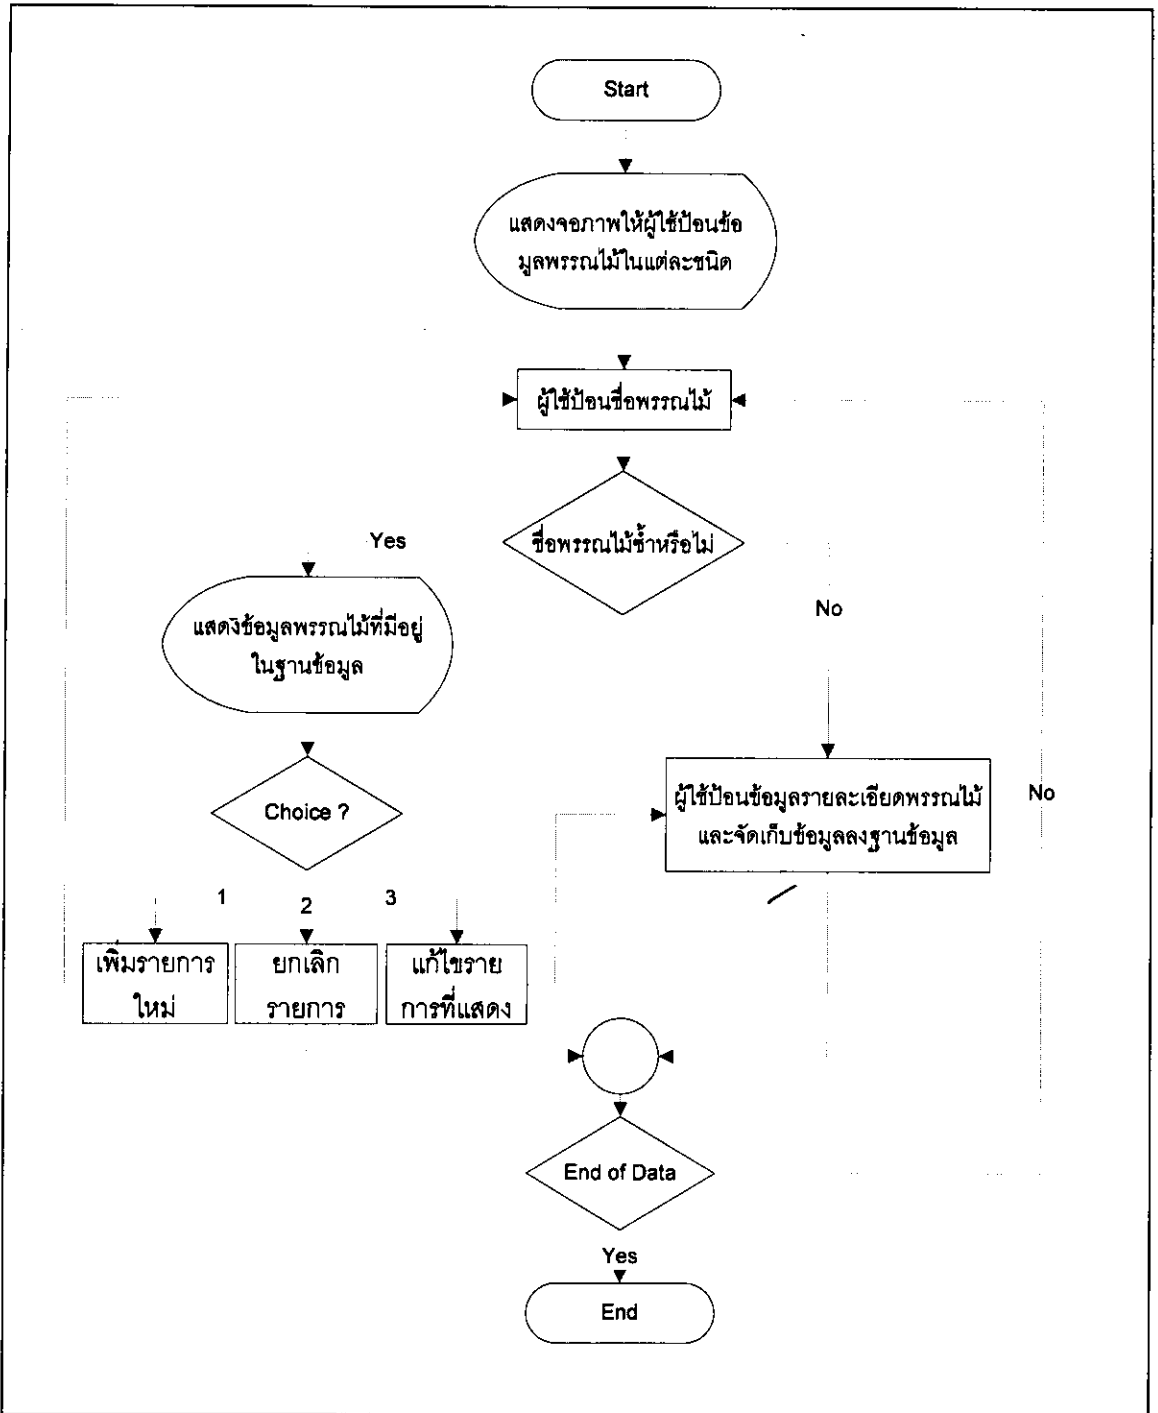 Start
แสดงจอภาพให้ผู้ใช้ป้อนข้อ
มูลพรรณไม้ในแต่ละชนิด
ผู้ใช้ป้อนชื่อพรรณไม้
ชื่อพรรณไม้ซ้ำหรือไม่
Yes
No
แสดงข้อมูลพรรณไม้ที่มีอยู่
ในฐานข้อมูล
Choice ?
ผู้ใช้ป้อนข้อมูลรายละเอียดพรรณไม้
และจัดเก็บข้อมูลลงฐานข้อมูล
No
1
2
3
เพิ่มรายการ
ใหม่
ยกเลิก
รายการ
แก้ไขราย
การที่แสดง
End of Data
Yes
End